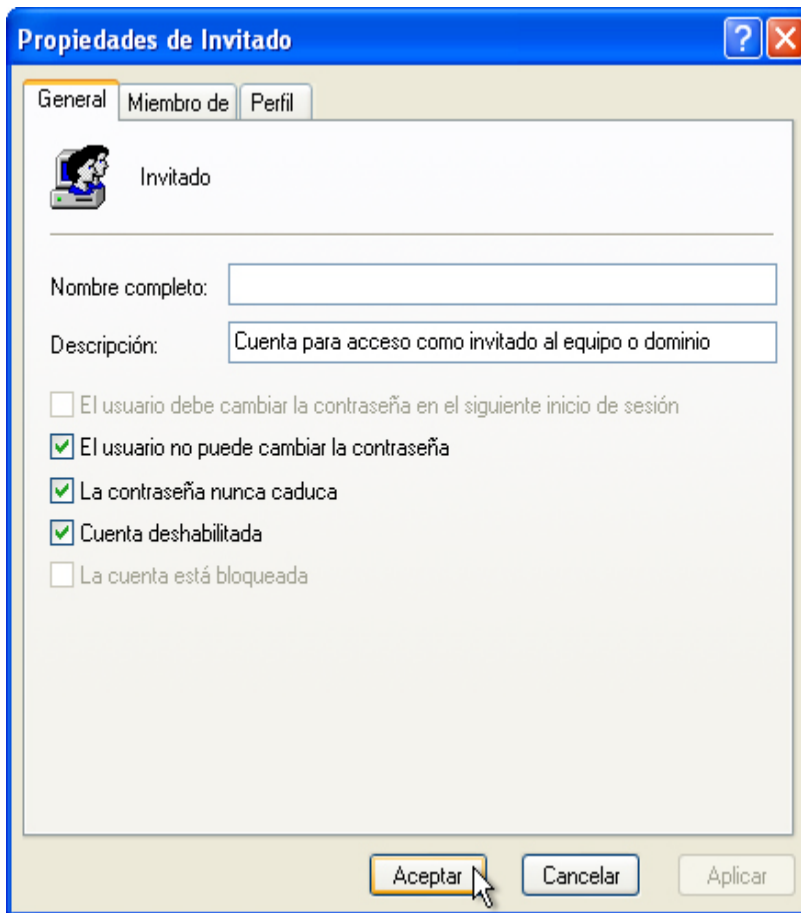 Propiedades de Invitado
General Miembro de Perfil
Invitado
Nombre completo:
Descripción: Cuenta para acceso como invitado al equipo o dominio
El usuario debe cambiar la contraseña en el siguiente inicio de sesión
El usuario no puede cambiar la contraseña
La contraseña nunca caduca
Cuenta deshabilitada
La cuenta está bloqueada
Aceptar Cancelar Aplicar